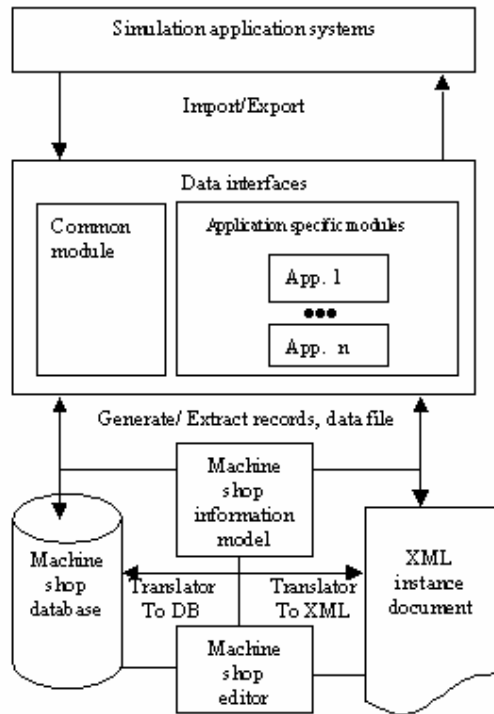 Simulation application systems
Import/Export
Data interfaces
Common
module
Application specific modules
App. 1
•••
App. n
Generate/ Extract records, data file
Machine
shop
information
model
Machine
shop
database
Translator
To DB
Translator
To XML
XML
instance
document
Machine
shop
editor